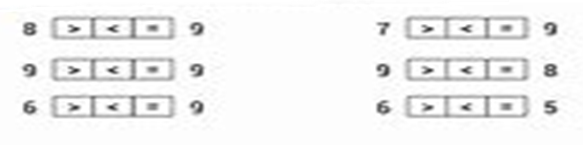 8 > < = 9 7 > < = 9
9 > < = 9 9 > < = 8
6 > < = 9 6 > < = 5